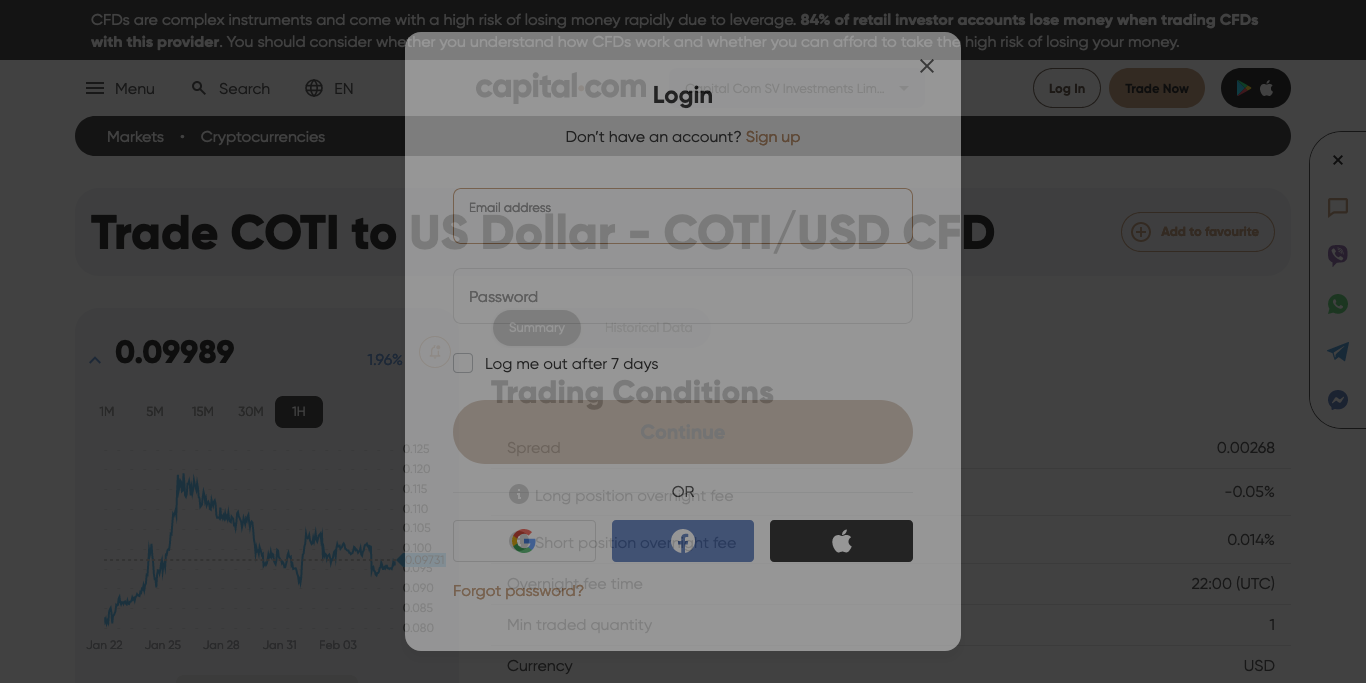 CFDs are complex instruments and come with a high risk of losing money rapidly due to leverage. 84% of retail investor accounts lose money when trading CFDs
with this provider. You should consider whether you understand how CFDs work and whether you can afford to take the high risk of losing your money.
Menu
Search
EN
capital.com
Capital Com SV Investments Lim...
Log In
Trade Now
Markets
Cryptocurrencies
Login
Don't have an account? Sign up
Trade COTI to US Dollar - COTI/USD CFD
Add to favourite
Email address
Password
Summary
Historical Data
0.09989
1.96%
Log me out after 7 days
Trading Conditions
1M 5M 15M 30M 1H
Continue
0.125
0.120
0.115
0.110
0.105
0.100
0.09731
0.095
0.090
0.085
0.080
Jan 22 Jan 25 Jan 28 Jan 31 Feb 03
Spread 0.00268
OR
Long position overnight fee -0.05%
Short position overnight fee 0.014%
Overnight fee time 22:00 (UTC)
Forgot password?
Min traded quantity 1
Currency USD